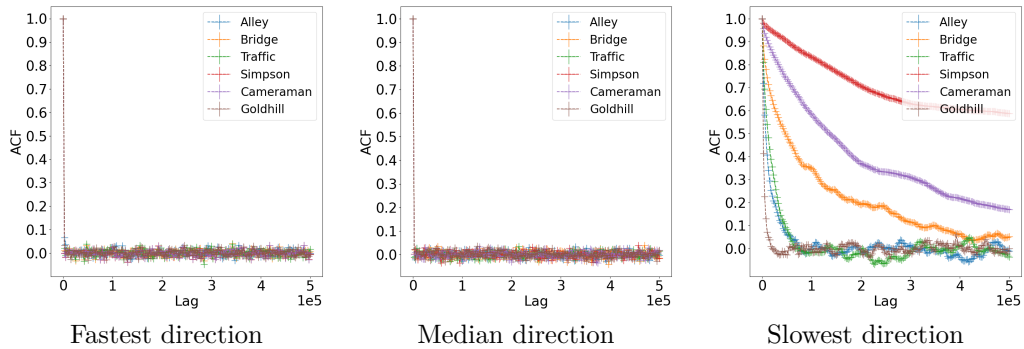 1.0
0.9
0.8
0.7
0.6
0.5
0.4
0.3
0.2
0.1
0.0
ACF
0 1 2 3 4 5
Lag
1e5
Alley
Bridge
Traffic
Simpson
Cameraman
Goldhill
Fastest direction
1.0
0.9
0.8
0.7
0.6
0.5
0.4
0.3
0.2
0.1
0.0
ACF
0 1 2 3 4 5
Lag
1e5
Alley
Bridge
Traffic
Simpson
Cameraman
Goldhill
Median direction
1.0
0.9
0.8
0.7
0.6
0.5
0.4
0.3
0.2
0.1
0.0
ACF
0 1 2 3 4 5
Lag
1e5
Alley
Bridge
Traffic
Simpson
Cameraman
Goldhill
Slowest direction